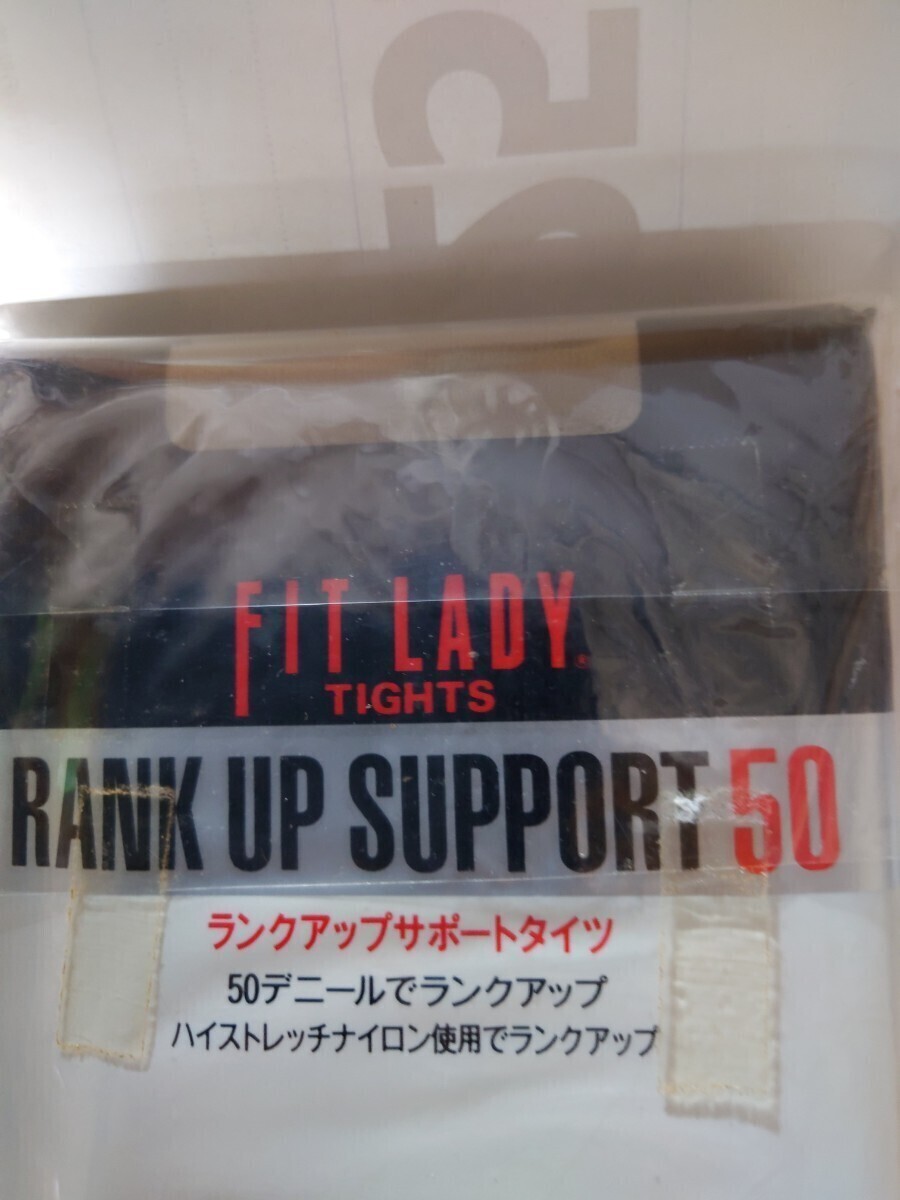 FIT LADY®
TIGHTS
RANK UP SUPPORT 50
ランクアップサポートタイツ
50デニールでランクアップ
ハイストレッチナイロン使用でランクアップ